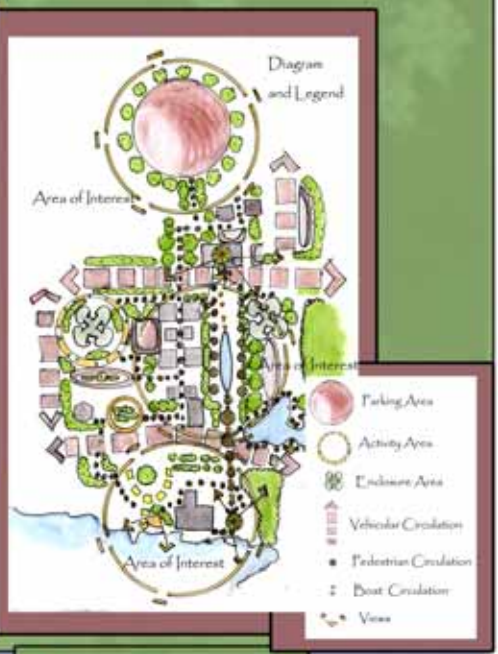 Diagram
and Legend
Area of Interest
Area of Interest
Parking Area
Activity Area
Enclosure Area
Vehicular Circulation
Pedestrian Circulation
Boat Circulation
Views
Area of Interest